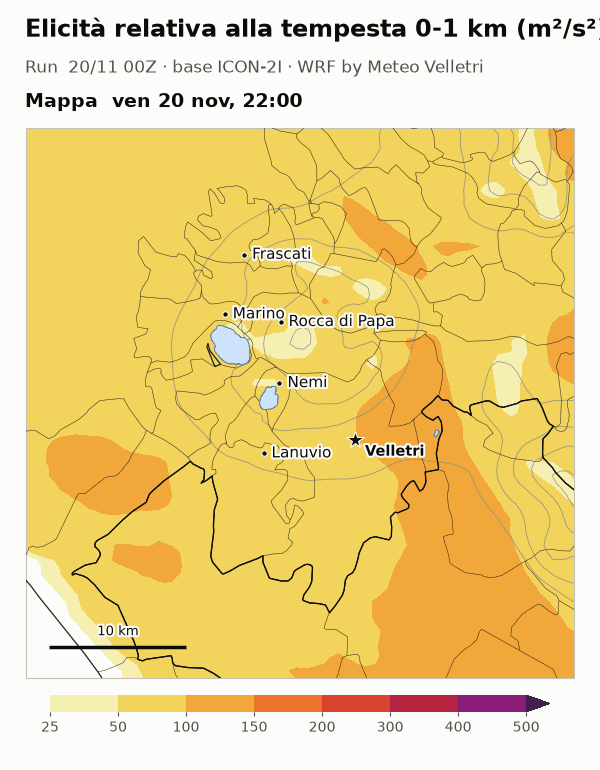 Elicità relativa alla tempesta 0-1 km (m²/s²)
Run  20/11 00Z · base ICON-2I · WRF by Meteo Velletri
Mappa  ven 20 nov, 22:00
Frascati
Marino
Rocca di Papa
Nemi
Lanuvio
Velletri
10 km
25 50 100 150 200 300 400 500